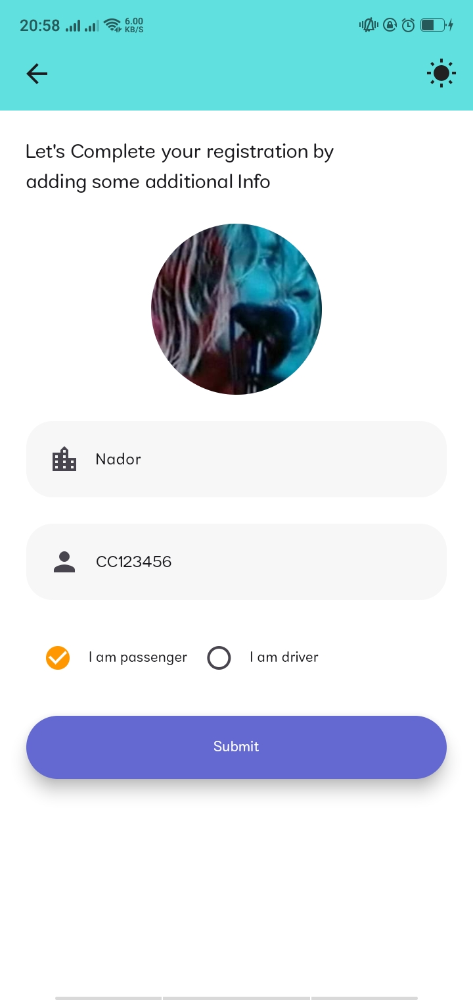 20:58 6.00
KB/S
Let's Complete your registration by
adding some additional Info
Nador
CC123456
I am passenger I am driver
Submit